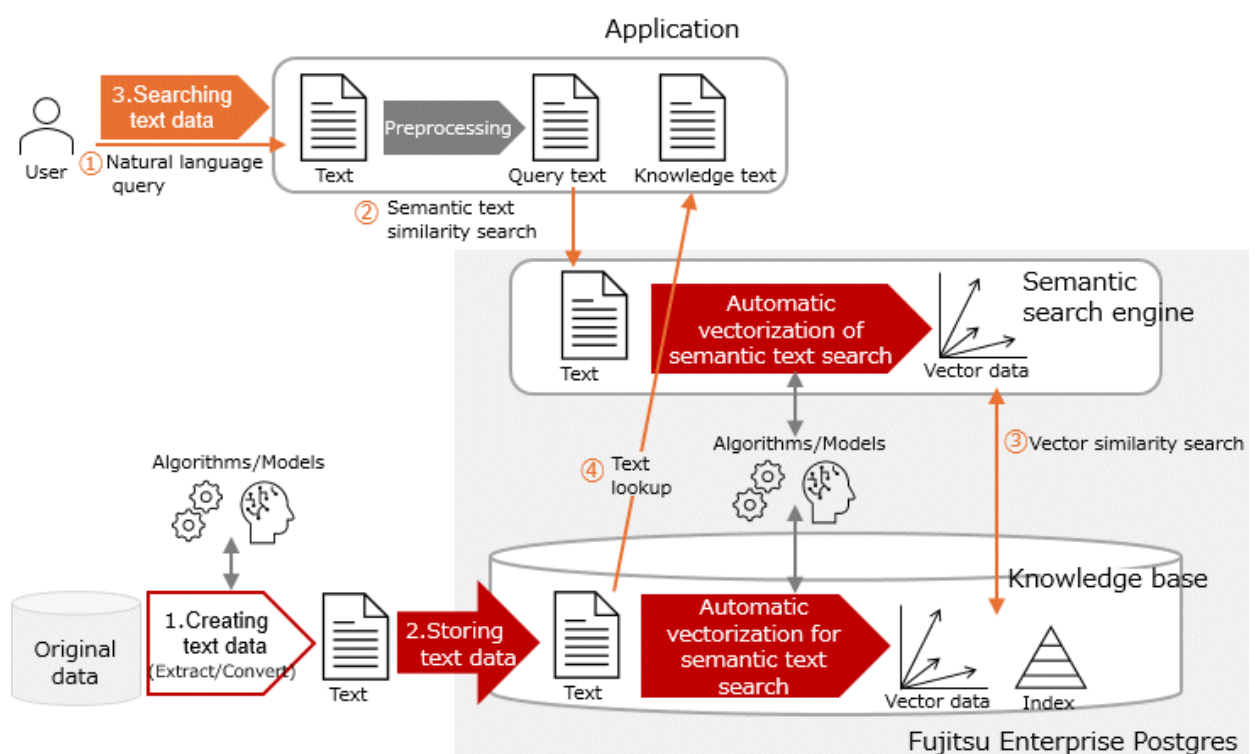 Application
3.Searching
text data
Preprocessing
User
① Natural language
query
Text
Query text
Knowledge text
② Semantic text
similarity search
Automatic
vectorization of
semantic text search
Semantic
search engine
Text
Vector data
Algorithms/Models
③ Vector similarity search
④ Text
lookup
Algorithms/Models
Knowledge base
Original
data
1.Creating
text data
(Extract/Convert)
Text
2.Storing
text data
Text
Automatic
vectorization for
semantic text
search
Vector data
Index
Fujitsu Enterprise Postgres